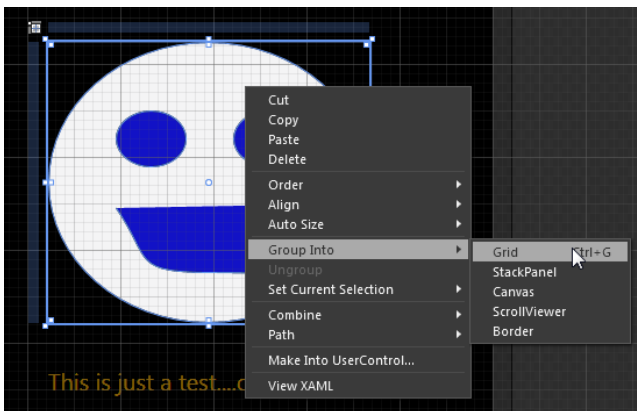 Cut
Copy
Paste
Delete
Order
Align
Auto Size
Group Into
Ungroup
Set Current Selection
Combine
Path
Make Into UserControl...
View XAML
Grid Ctrl+G
StackPanel
Canvas
ScrollViewer
Border
This is just a test....